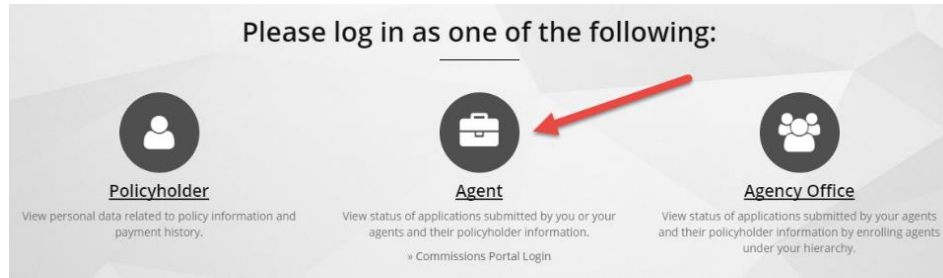 Please log in as one of the following:
Policyholder
View personal data related to policy information and
payment history.
Agent
View status of applications submitted by you or your
agents and their policyholder information.
» Commissions Portal Login
Agency Office
View status of applications submitted by your agents
and their policyholder information by enrolling agents
under your hierarchy.